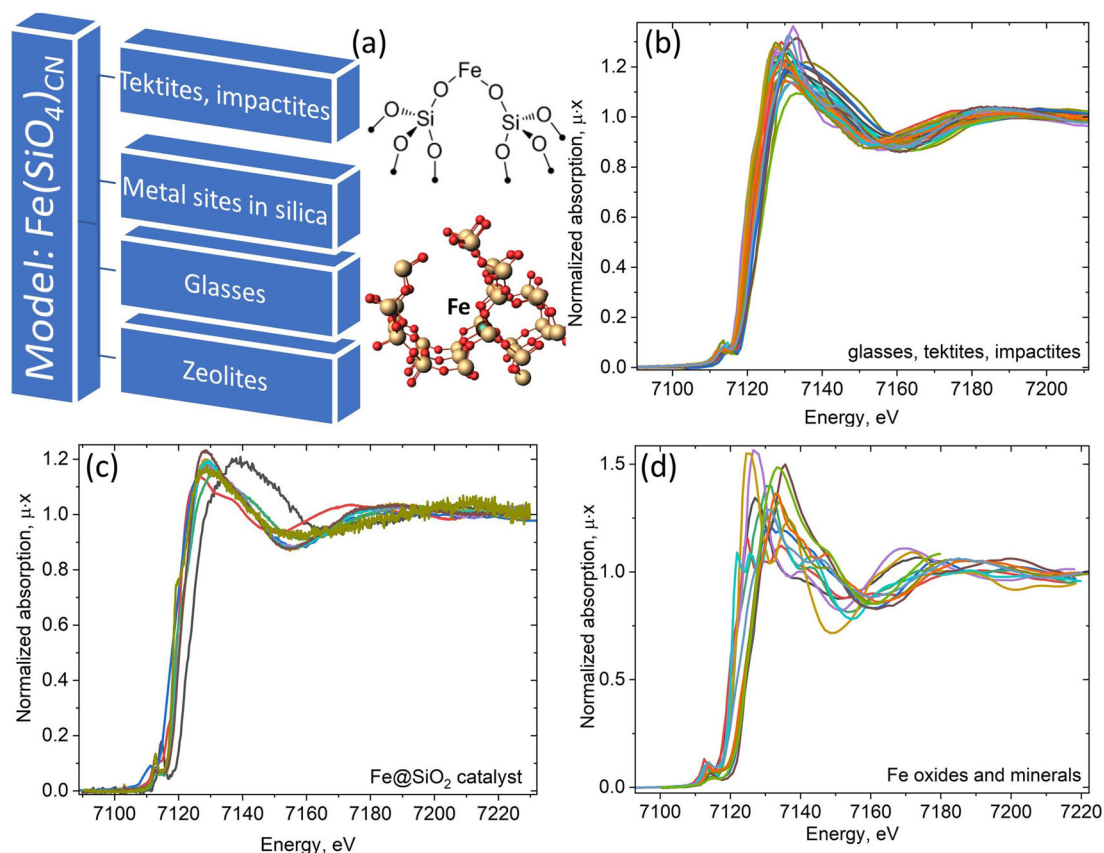 Model: Fe(SiO₄)CN
Tektites, impactites
Metal sites in silica
Glasses
Zeolites
(a)
Fe
O O
O Si O Si O
O O O O
Fe
(b)
Normalized absorption, μ·x
1.2
1.0
0.8
0.6
0.4
0.2
0.0
7100 7120 7140 7160 7180 7200
Energy, eV
glasses, tektites, impactites
(c)
Normalized absorption, μ·x
1.2
1.0
0.8
0.6
0.4
0.2
0.0
7100 7120 7140 7160 7180 7200 7220
Energy, eV
Fe@SiO₂ catalyst
(d)
Normalized absorption, μ·x
1.5
1.0
0.5
0.0
7100 7120 7140 7160 7180 7200 7220
Energy, eV
Fe oxides and minerals